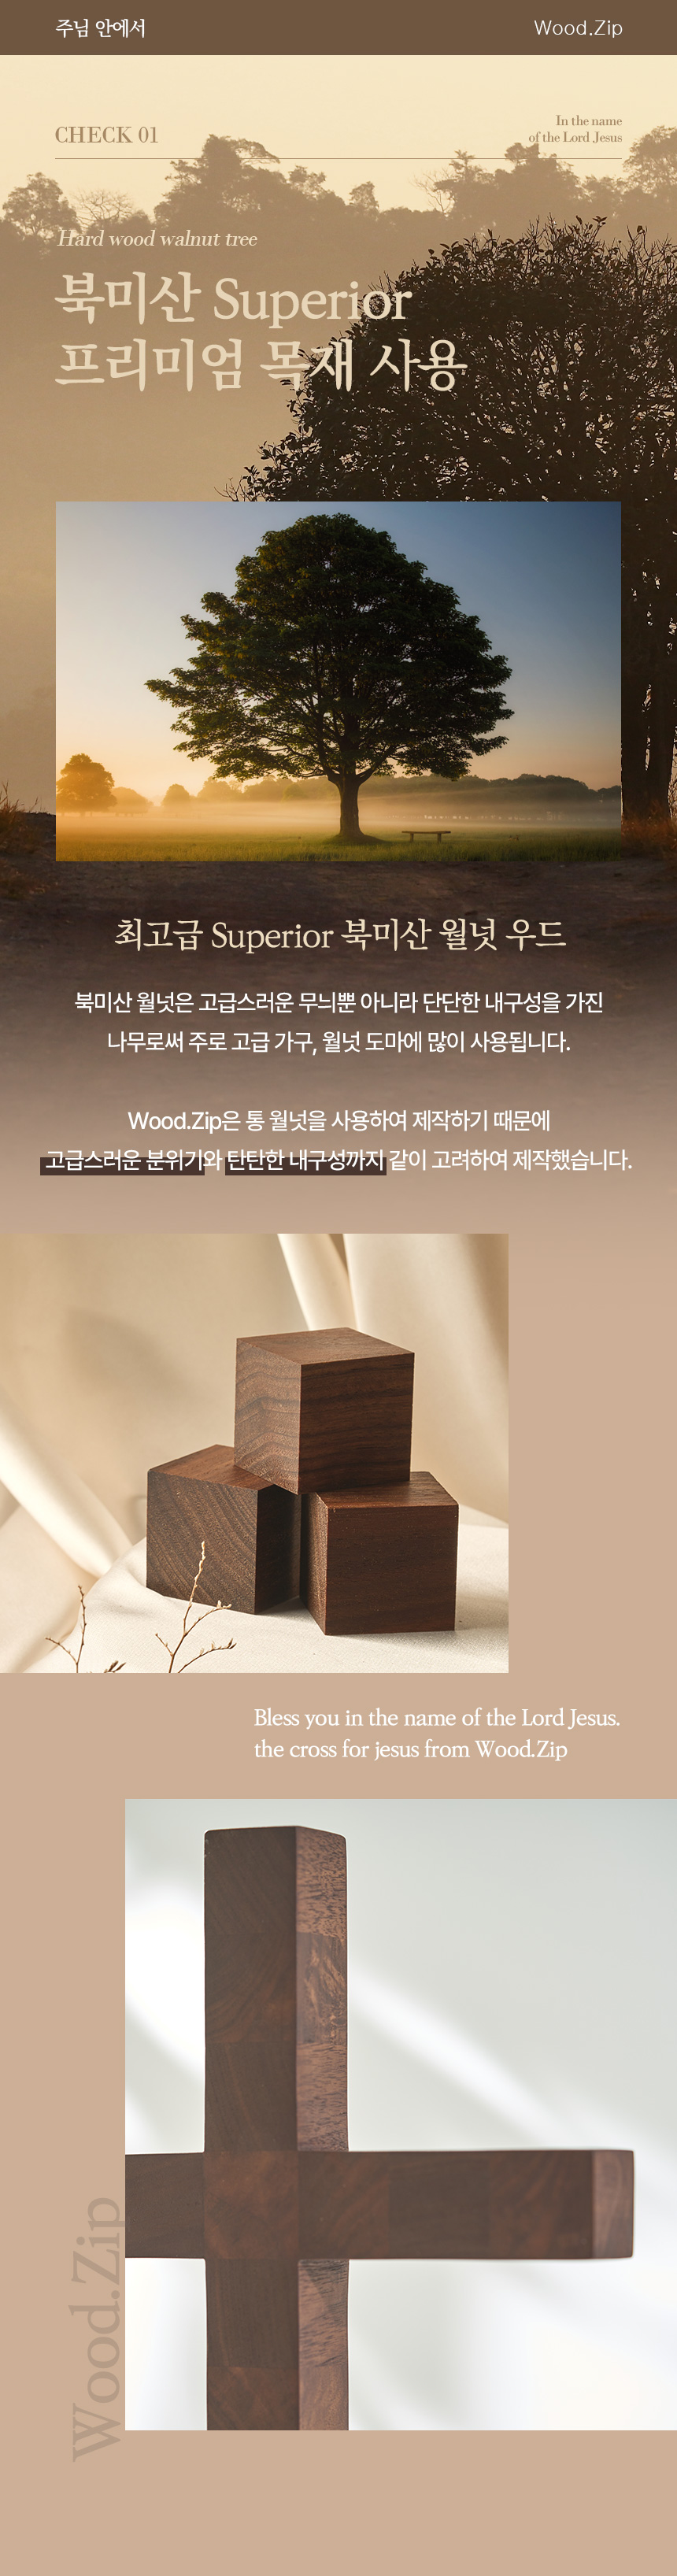 주님 안에서
Wood.Zip
CHECK 01
In the name
of the Lord Jesus
Hard wood walnut tree
북미산 Superior
프리미엄 목재 사용
최고급 Superior 북미산 월넛 우드
북미산 월넛은 고급스러운 무늬뿐 아니라 단단한 내구성을 가진
나무로써 주로 고급 가구, 월넛 도마에 많이 사용됩니다.
Wood.Zip은 통 월넛을 사용하여 제작하기 때문에
고급스러운 분위기와 탄탄한 내구성까지 같이 고려하여 제작했습니다.
Bless you in the name of the Lord Jesus.
the cross for jesus from Wood.Zip
Wood.Zip